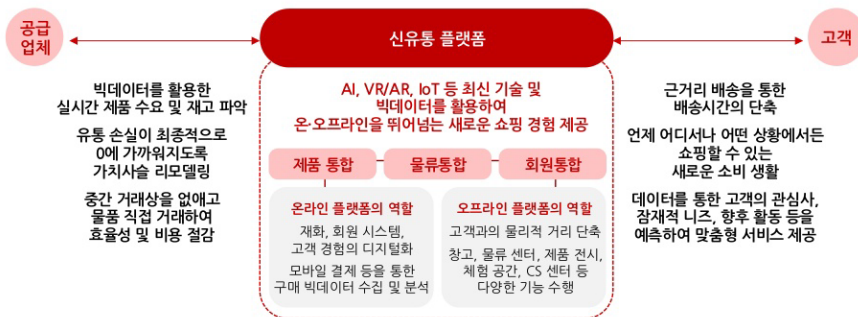 공급
업체
신유통 플랫폼
고객
빅데이터를 활용한
실시간 제품 수요 및 재고 파악
유통 손실이 최종적으로
0에 가까워지도록
가치사슬 리모델링
중간 거래상을 없애고
물품 직접 거래하여
효율성 및 비용 절감
AI, VR/AR, IoT 등 최신 기술 및
빅데이터를 활용하여
온·오프라인을 뛰어넘는 새로운 쇼핑 경험 제공
제품 통합
물류통합
회원통합
온라인 플랫폼의 역할
재화, 회원 시스템,
고객 경험의 디지털화
모바일 결제 등을 통한
구매 빅데이터 수집 및 분석
오프라인 플랫폼의 역할
고객과의 물리적 거리 단축
창고, 물류 센터, 제품 전시,
체험 공간, CS 센터 등
다양한 기능 수행
근거리 배송을 통한
배송시간의 단축
언제 어디서나 어떤 상황에서든
쇼핑할 수 있는
새로운 소비 생활
데이터를 통한 고객의 관심사,
잠재적 니즈, 향후 활동 등을
예측하여 맞춤형 서비스 제공